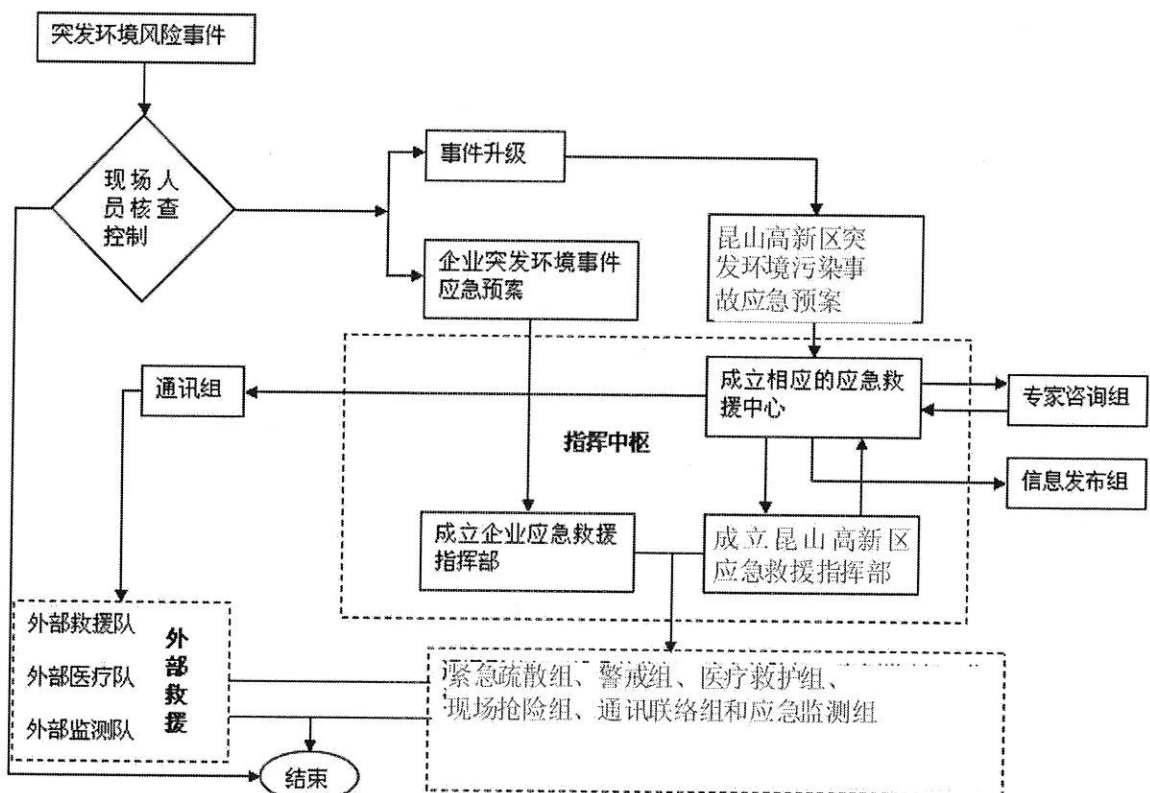 突发环境风险事件
现场人
员核查
控制
事件升级
企业突发环境事件
应急预案
昆山高新区突
发环境污染事
故应急预案
通讯组
成立相应的应急救
援中心
专家咨询组
指挥中枢
信息发布组
成立企业应急救援
指挥部
成立昆山高新区
应急救援指挥部
外部救援队
外部医疗队
外部监测队
外
部
救
援
紧急疏散组、警戒组、医疗救护组、
现场抢险组、通讯联络组和应急监测组
结束